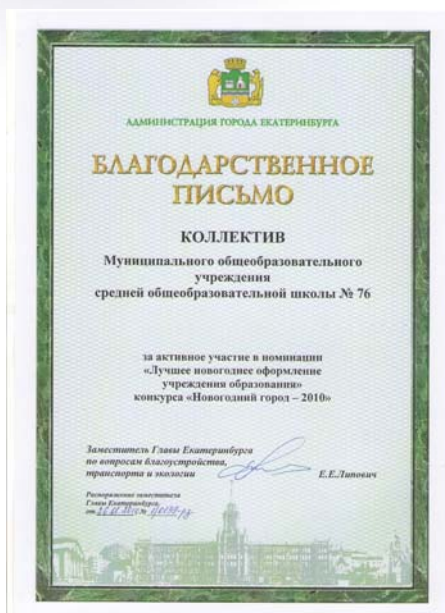 АДМИНИСТРАЦИЯ ГОРОДА ЕКАТЕРИНБУРГА
БЛАГОДАРСТВЕННОЕ
ПИСЬМО
КОЛЛЕКТИВ
Муниципального общеобразовательного
учреждения
средней общеобразовательной школы № 76
за активное участие в номинации
«Лучшее новогоднее оформление
учреждения образования»
конкурса «Новогодний город – 2010»
Заместитель Главы Екатеринбурга
по вопросам благоустройства,
транспорта и экологии
Е.Е.Липович
Распоряжение заместителя
Главы Екатеринбурга,
от №